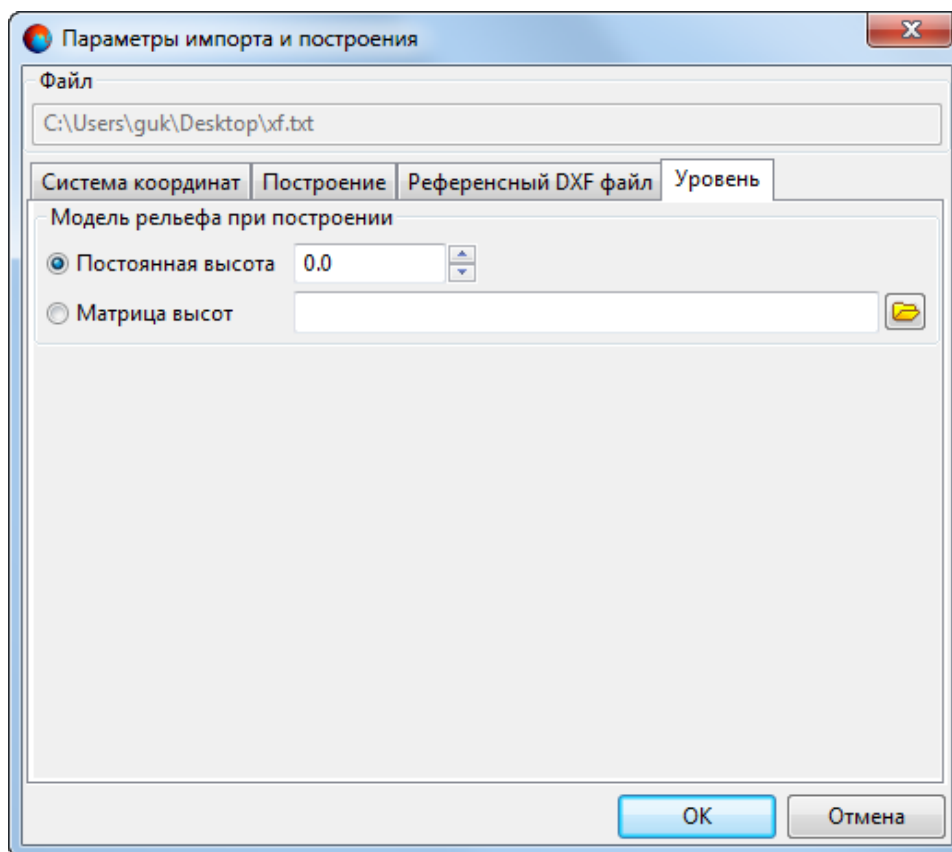 Параметры импорта и построения
Файл
C:\Users\guk\Desktop\xf.txt
Система координат Построение Референсный DXF файл Уровень
Модель рельефа при построении
Постоянная высота 0.0
Матрица высот
OK Отмена